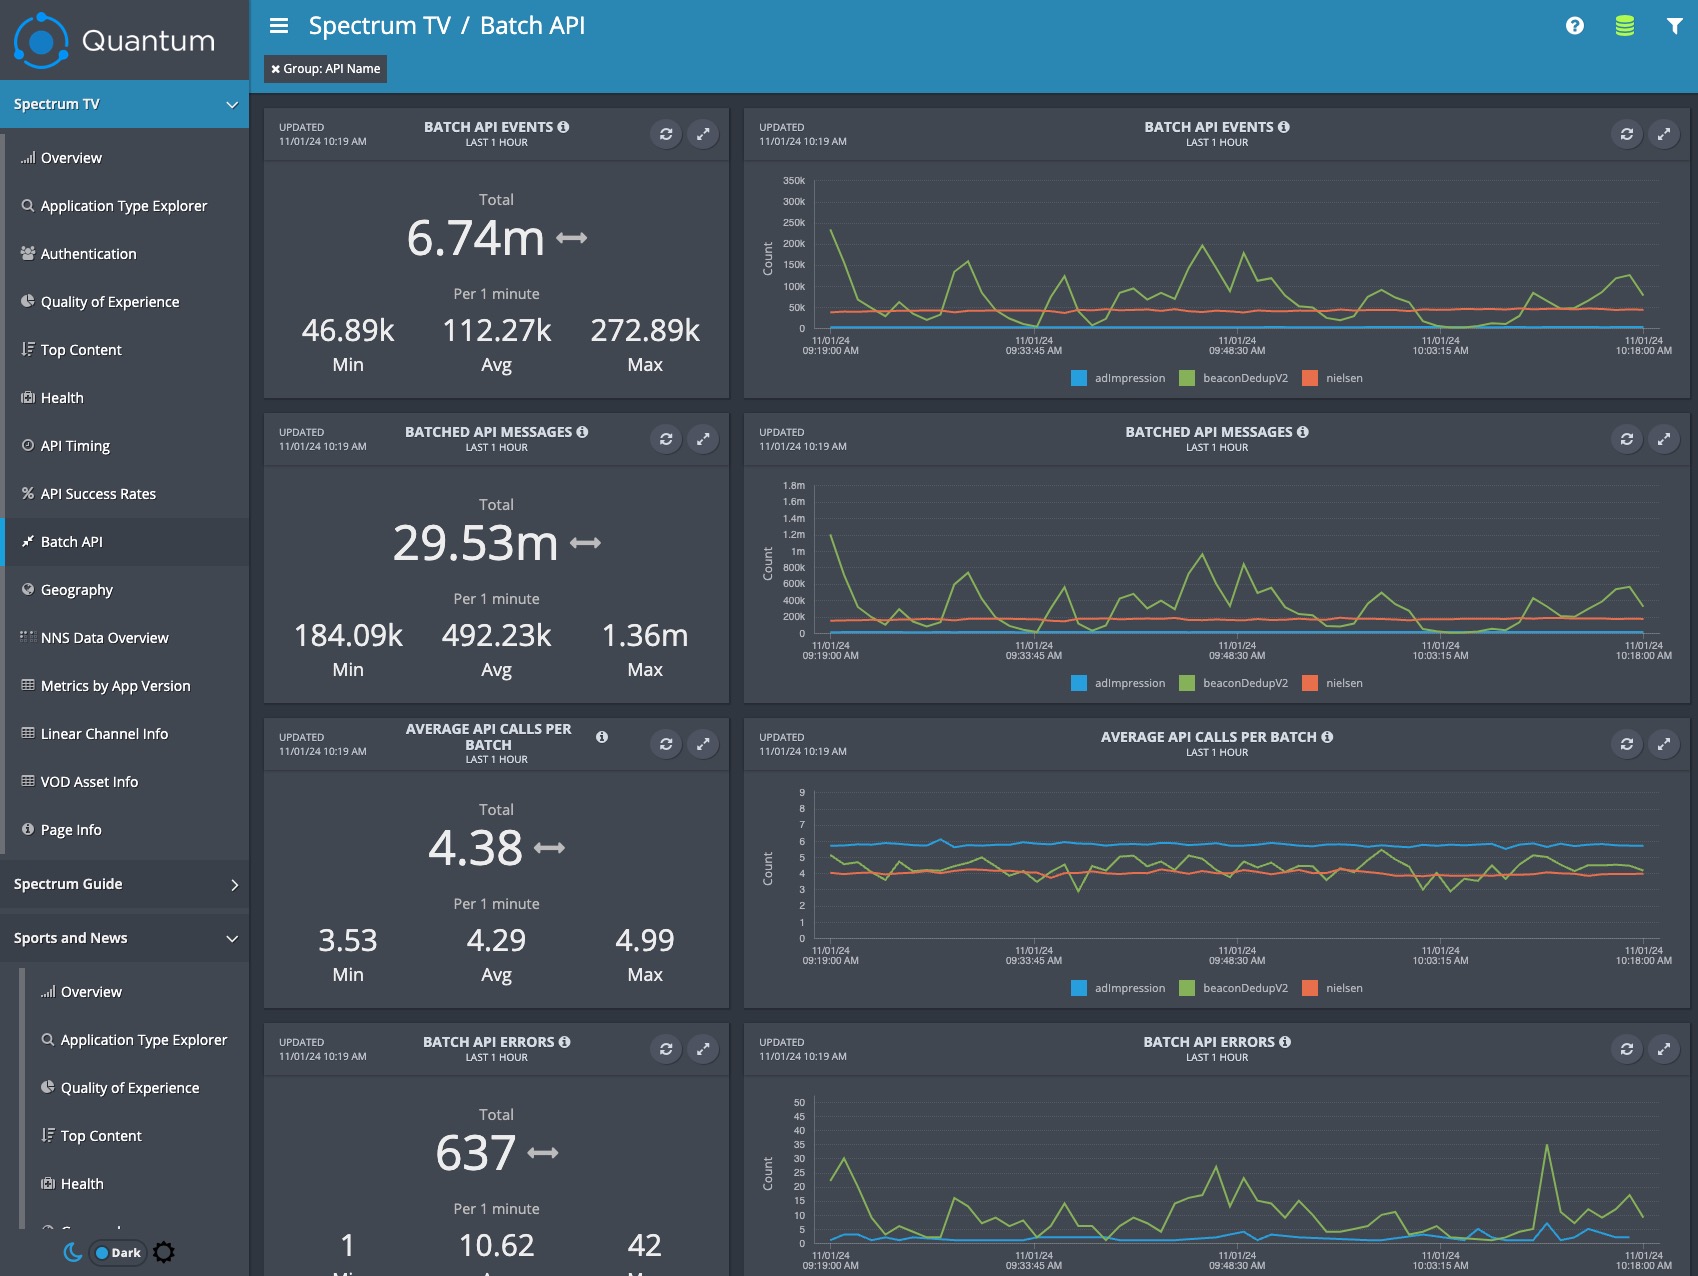 Quantum
Spectrum TV
Overview
Application Type Explorer
Authentication
Quality of Experience
Top Content
Health
API Timing
API Success Rates
Batch API
Geography
NNS Data Overview
Metrics by App Version
Linear Channel Info
VOD Asset Info
Page Info
Spectrum Guide
Sports and News
Overview
Application Type Explorer
Quality of Experience
Top Content
Health
Dark
Spectrum TV / Batch API
× Group: API Name
UPDATED
11/01/24 10:19 AM
BATCH API EVENTS
LAST 1 HOUR
Total
6.74m
Per 1 minute
46.89k 112.27k 272.89k
Min Avg Max
UPDATED
11/01/24 10:19 AM
BATCH API EVENTS
LAST 1 HOUR
Count
350k
300k
250k
200k
150k
100k
50k
0
11/01/24 11/01/24 11/01/24 11/01/24 11/01/24
09:19:00 AM 09:33:45 AM 09:48:30 AM 10:03:15 AM 10:18:00 AM
adImpression beaconDedupV2 nielsen
UPDATED
11/01/24 10:19 AM
BATCHED API MESSAGES
LAST 1 HOUR
Total
29.53m
Per 1 minute
184.09k 492.23k 1.36m
Min Avg Max
UPDATED
11/01/24 10:19 AM
BATCHED API MESSAGES
LAST 1 HOUR
Count
1.8m
1.6m
1.4m
1.2m
1m
800k
600k
400k
200k
0
11/01/24 11/01/24 11/01/24 11/01/24 11/01/24
09:19:00 AM 09:33:45 AM 09:48:30 AM 10:03:15 AM 10:18:00 AM
adImpression beaconDedupV2 nielsen
UPDATED
11/01/24 10:19 AM
AVERAGE API CALLS PER
BATCH
LAST 1 HOUR
Total
4.38
Per 1 minute
3.53 4.29 4.99
Min Avg Max
UPDATED
11/01/24 10:19 AM
AVERAGE API CALLS PER BATCH
LAST 1 HOUR
Count
9
8
7
6
5
4
3
2
1
0
11/01/24 11/01/24 11/01/24 11/01/24 11/01/24
09:19:00 AM 09:33:45 AM 09:48:30 AM 10:03:15 AM 10:18:00 AM
adImpression beaconDedupV2 nielsen
UPDATED
11/01/24 10:19 AM
BATCH API ERRORS
LAST 1 HOUR
Total
637
Per 1 minute
1 10.62 42
UPDATED
11/01/24 10:19 AM
BATCH API ERRORS
LAST 1 HOUR
Count
50
45
40
35
30
25
20
15
10
5
0
11/01/24 11/01/24 11/01/24 11/01/24 11/01/24
09:19:00 AM 09:33:45 AM 09:48:30 AM 10:03:15 AM 10:18:00 AM